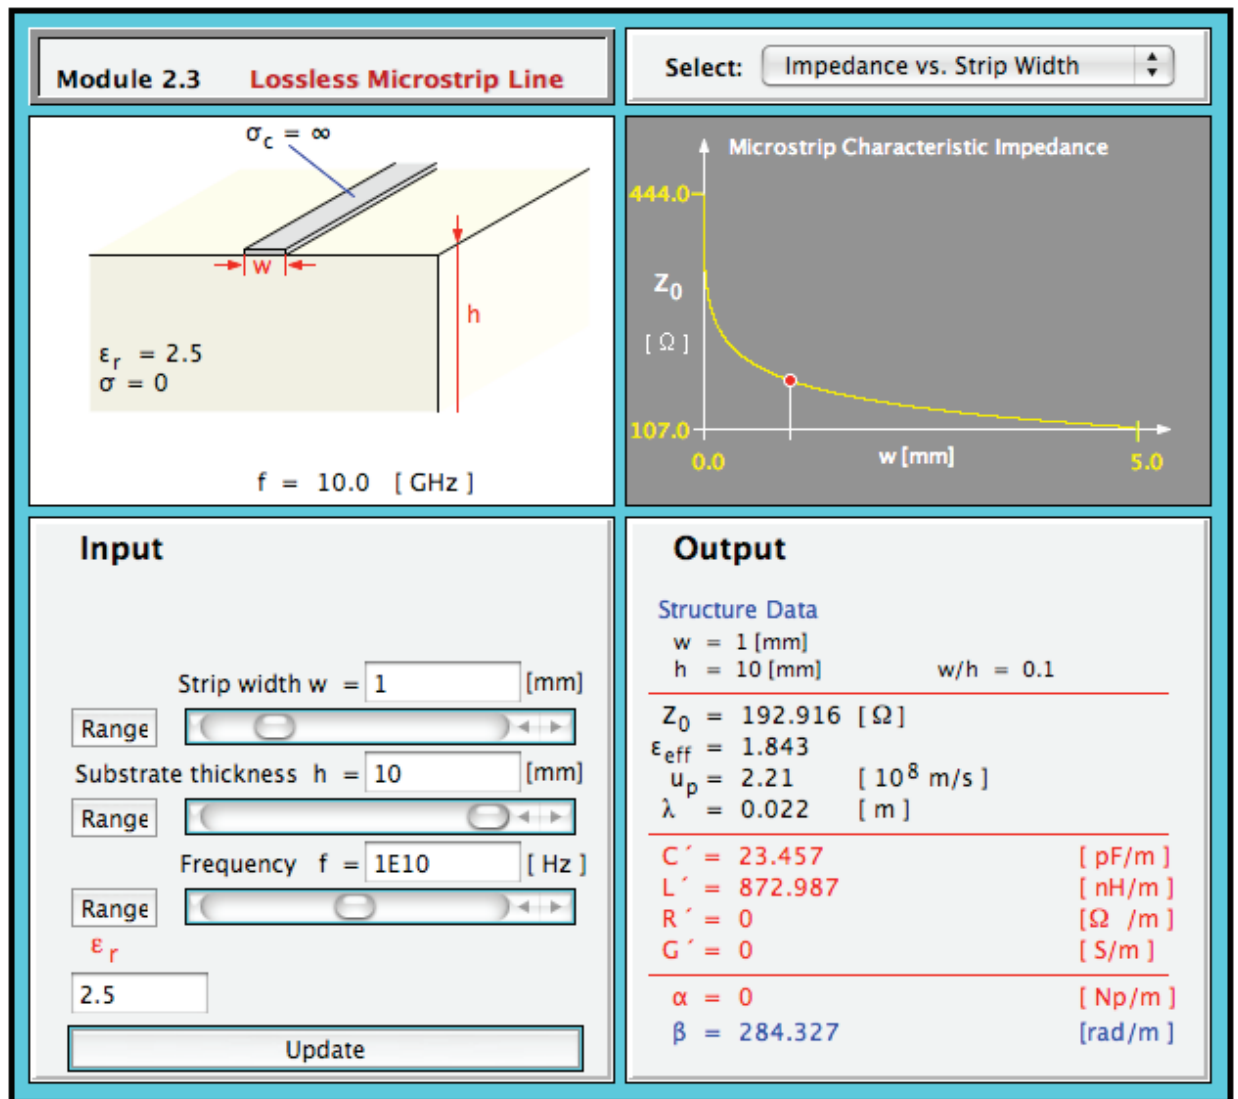 Module 2.3 Lossless Microstrip Line
Select: Impedance vs. Strip Width
σc = ∞
w
h
εr = 2.5
σ = 0
f = 10.0 [ GHz ]
Microstrip Characteristic Impedance
444.0
Z0
[ Ω ]
107.0
0.0
w [mm]
5.0
Input
Strip width w = 1 [mm]
Range
Substrate thickness h = 10 [mm]
Range
Frequency f = 1E10 [ Hz ]
Range
εr
2.5
Update
Output
Structure Data
w = 1 [mm]
h = 10 [mm] w/h = 0.1
Z0 = 192.916 [ Ω ]
εeff = 1.843
up = 2.21 [ 10^8 m/s ]
λ = 0.022 [ m ]
C´ = 23.457 [ pF/m ]
L´ = 872.987 [ nH/m ]
R´ = 0 [Ω /m ]
G´ = 0 [ S/m ]
α = 0 [ Np/m ]
β = 284.327 [rad/m ]